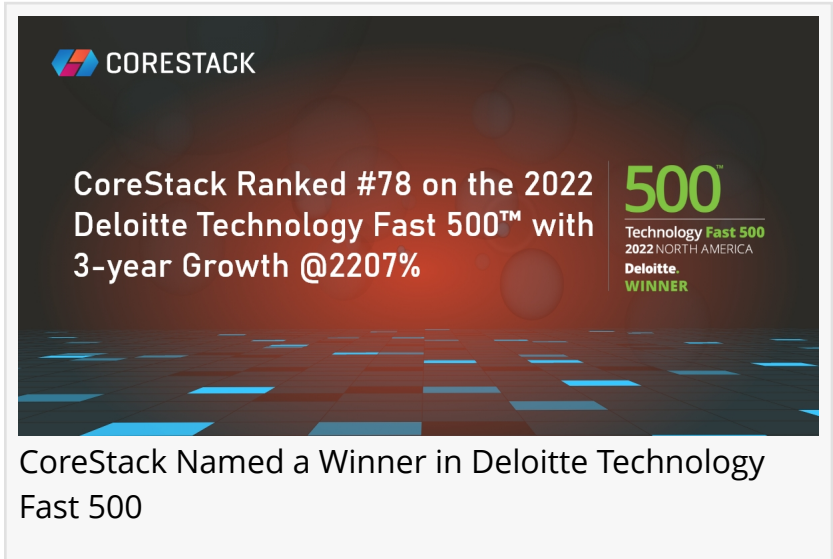 CORESTACK
CoreStack Ranked #78 on the 2022
Deloitte Technology Fast 500™ with
3-year Growth @2207%
500™
Technology Fast 500
2022 NORTH AMERICA
Deloitte.
WINNER
CoreStack Named a Winner in Deloitte Technology
Fast 500